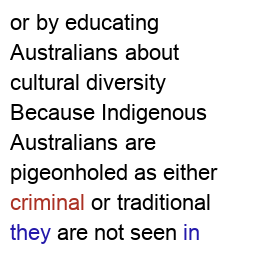 or by educating
Australians about
cultural diversity
Because Indigenous
Australians are
pigeonholed as either
criminal or traditional
they are not seen in